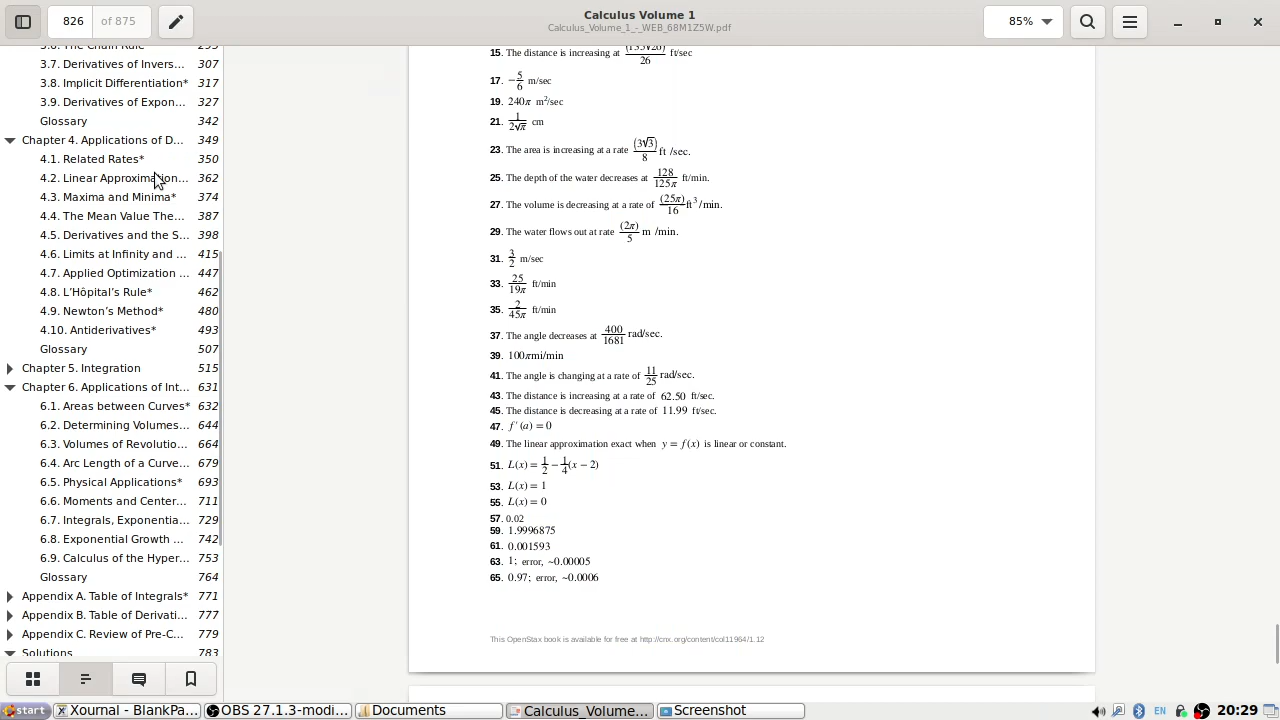 Calculus Volume 1
Calculus_Volume_1_-_WEB_68M1Z5W.pdf
826 of 875
85%
3.6. The Chain Rule* 293
3.7. Derivatives of Invers... 307
3.8. Implicit Differentiation* 317
3.9. Derivatives of Expon... 327
Glossary 342
Chapter 4. Applications of D... 349
4.1. Related Rates* 350
4.2. Linear Approximation... 362
4.3. Maxima and Minima* 374
4.4. The Mean Value The... 387
4.5. Derivatives and the S... 398
4.6. Limits at Infinity and ... 415
4.7. Applied Optimization ... 447
4.8. L’Hôpital’s Rule* 462
4.9. Newton’s Method* 480
4.10. Antiderivatives* 493
Glossary 507
Chapter 5. Integration 515
Chapter 6. Applications of Int... 631
6.1. Areas between Curves* 632
6.2. Determining Volumes... 644
6.3. Volumes of Revolutio... 664
6.4. Arc Length of a Curve... 679
6.5. Physical Applications* 693
6.6. Moments and Center... 711
6.7. Integrals, Exponentia... 729
6.8. Exponential Growth ... 742
6.9. Calculus of the Hyper... 753
Glossary 764
Appendix A. Table of Integrals* 771
Appendix B. Table of Derivati... 777
Appendix C. Review of Pre-C... 779
Solutions 783
15. The distance is increasing at (135√26)/26 ft/sec
17. −5/6 m/sec
19. 240π m²/sec
21. 1/(2√π) cm
23. The area is increasing at a rate (3√3)/8 ft /sec.
25. The depth of the water decreases at 128/125π ft/min.
27. The volume is decreasing at a rate of (25π)/16 ft³/min.
29. The water flows out at rate (2π)/5 m /min.
31. 3/2 m/sec
33. 25/19π ft/min
35. 2/45π ft/min
37. The angle decreases at 400/1681 rad/sec.
39. 100πmi/min
41. The angle is changing at a rate of 11/25 rad/sec.
43. The distance is increasing at a rate of 62.50 ft/sec.
45. The distance is decreasing at a rate of 11.99 ft/sec.
47. f′(a) = 0
49. The linear approximation exact when y = f(x) is linear or constant.
51. L(x) = 1/2 − 1/4(x − 2)
53. L(x) = 1
55. L(x) = 0
57. 0.02
59. 1.9996875
61. 0.001593
63. 1; error, ~0.00005
65. 0.97; error, ~0.0006
This OpenStax book is available for free at http://cnx.org/content/col11964/1.12
start Xournal - BlankPa... OBS 27.1.3-modi... Documents Calculus_Volume... Screenshot EN 20:29